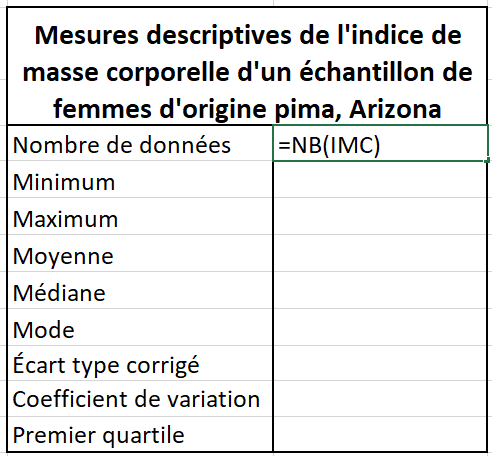 Mesures descriptives de l'indice de
masse corporelle d'un échantillon de
femmes d'origine pima, Arizona
Nombre de données =NB(IMC)
Minimum
Maximum
Moyenne
Médiane
Mode
Écart type corrigé
Coefficient de variation
Premier quartile